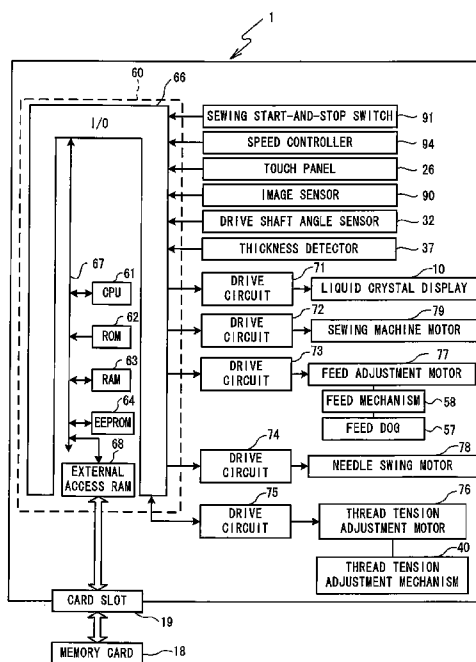 1
60
66
I/O
67
61
CPU
62
ROM
63
RAM
64
EEPROM
68
EXTERNAL
ACCESS RAM
SEWING START-AND-STOP SWITCH
91
SPEED CONTROLLER
94
TOUCH PANEL
26
IMAGE SENSOR
90
DRIVE SHAFT ANGLE SENSOR
32
THICKNESS DETECTOR
37
71
DRIVE
CIRCUIT
10
LIQUID CRYSTAL DISPLAY
72
DRIVE
CIRCUIT
79
SEWING MACHINE MOTOR
73
DRIVE
CIRCUIT
77
FEED ADJUSTMENT MOTOR
FEED MECHANISM
58
FEED DOG
57
74
DRIVE
CIRCUIT
78
NEEDLE SWING MOTOR
75
DRIVE
CIRCUIT
76
THREAD TENSION
ADJUSTMENT MOTOR
40
THREAD TENSION
ADJUSTMENT MECHANISM
CARD SLOT
19
MEMORY CARD
18